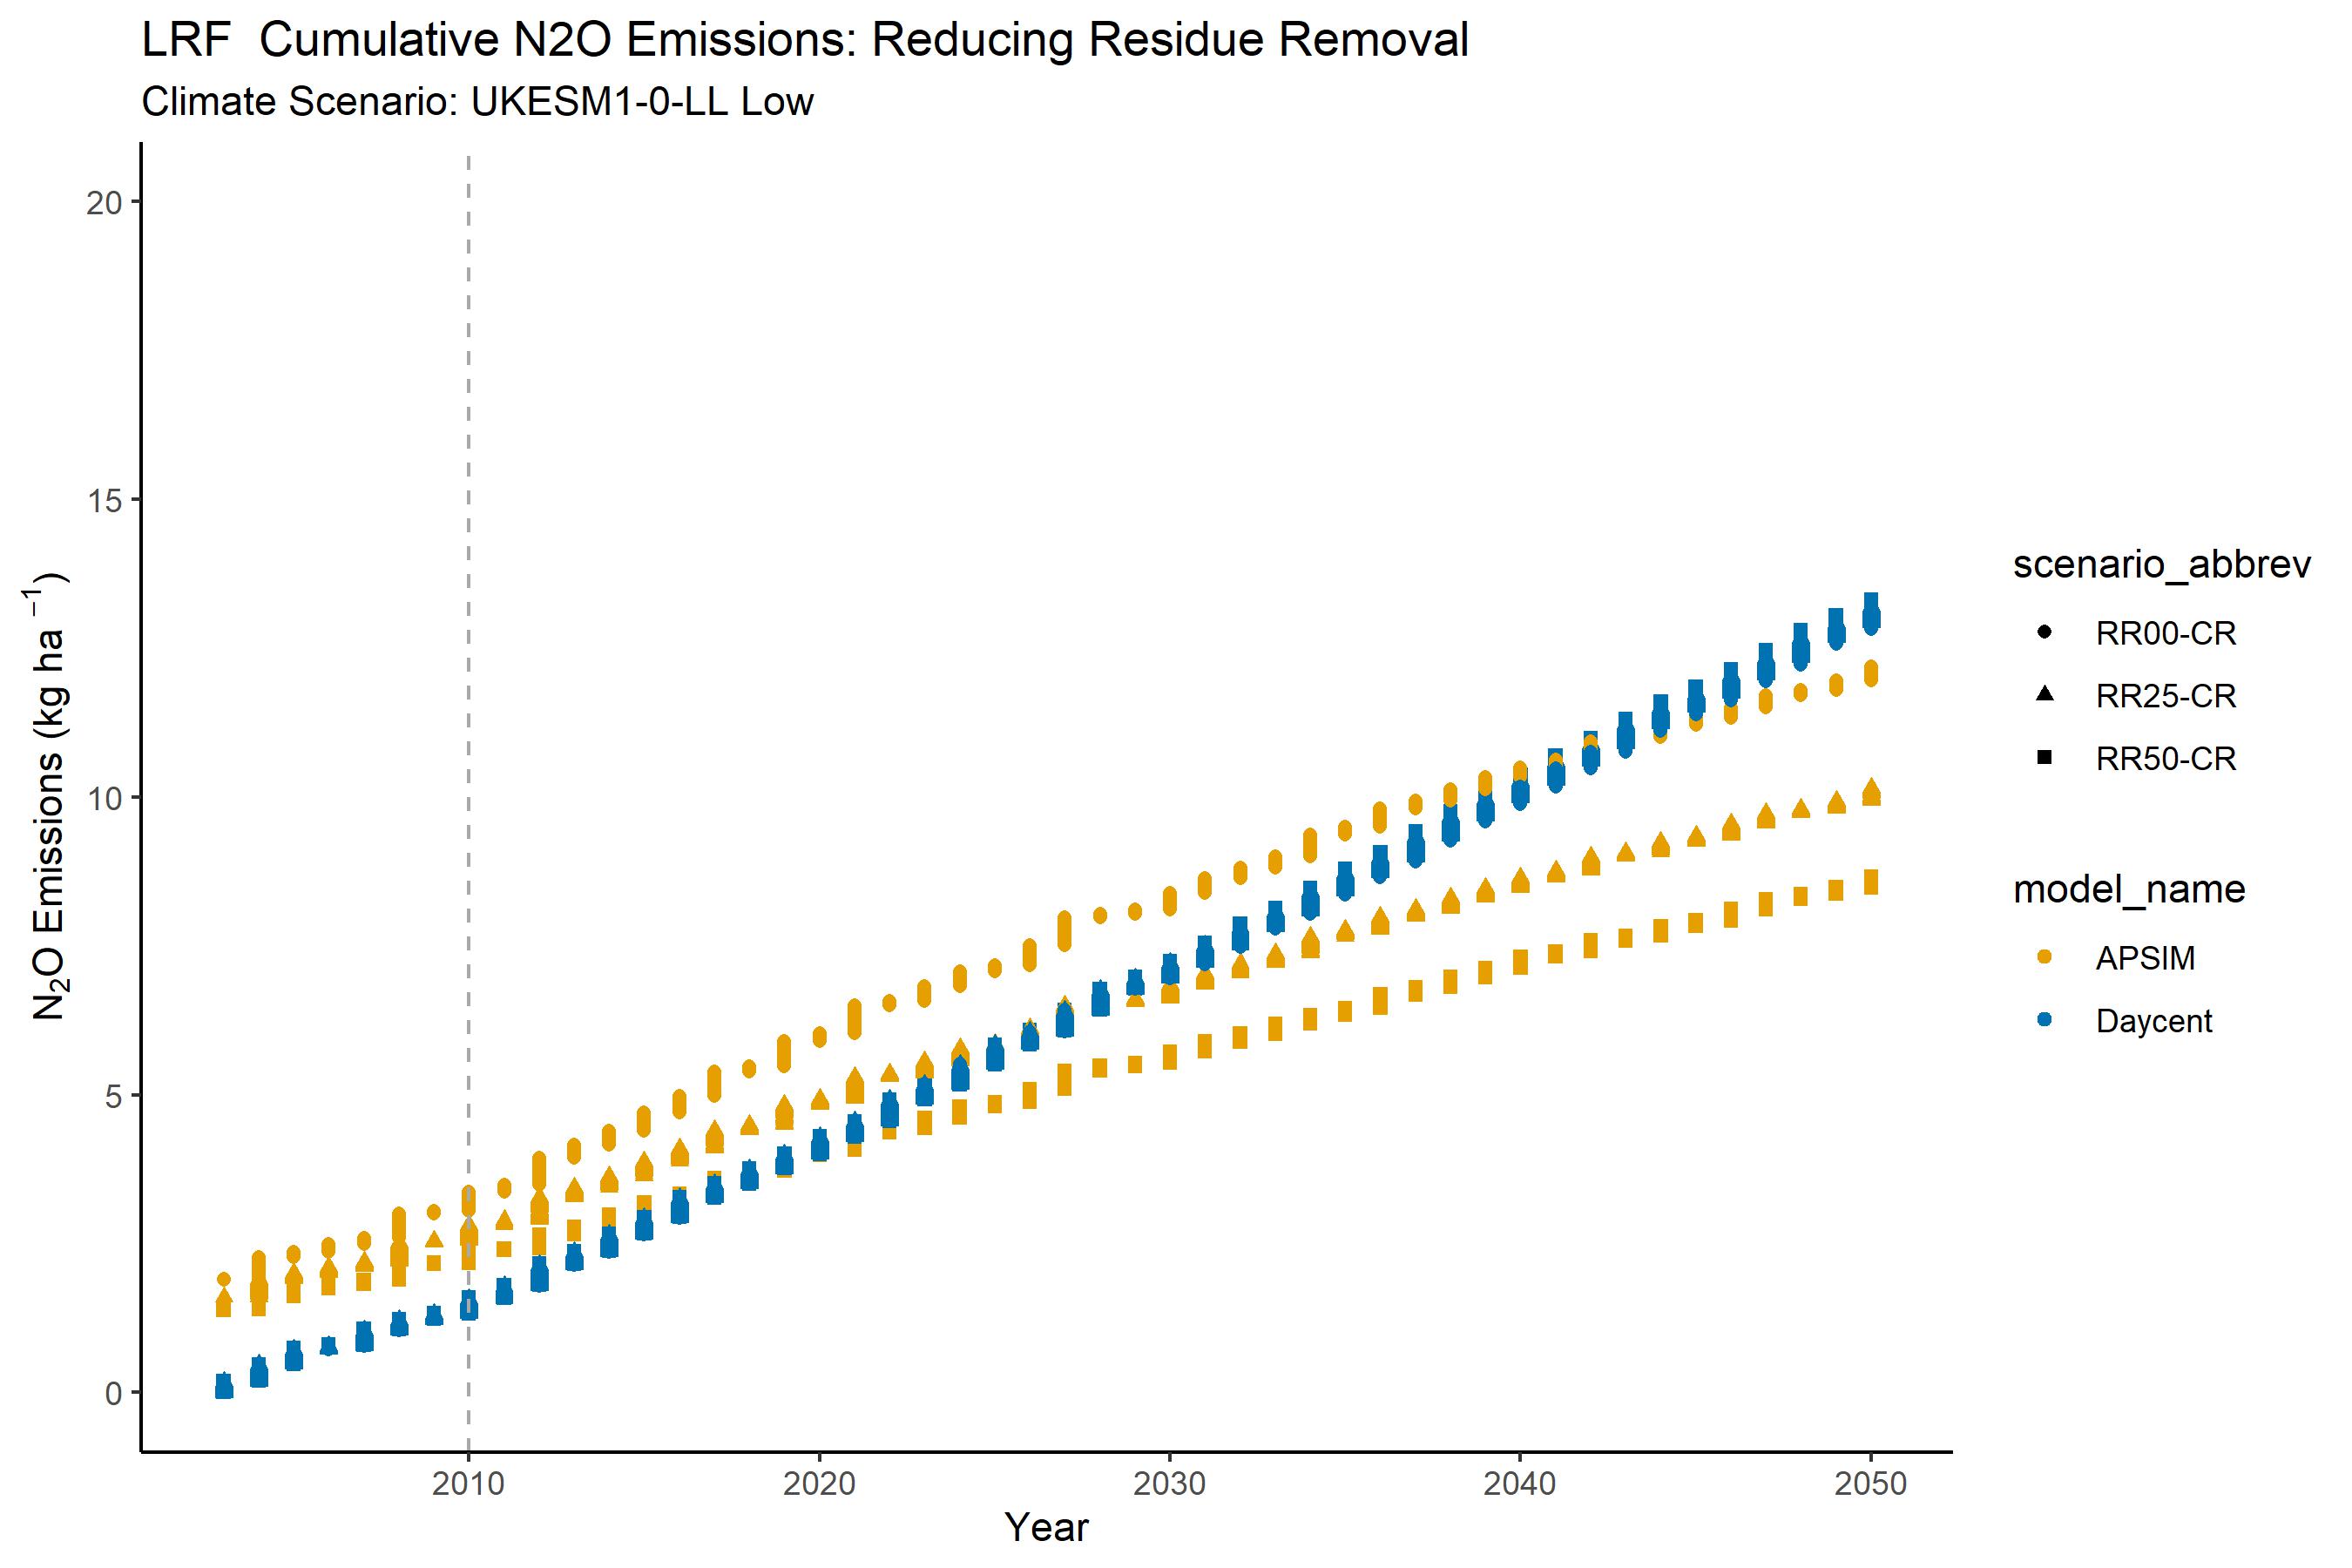 LRF  Cumulative N2O Emissions: Reducing Residue Removal
Climate Scenario: UKESM1-0-LL Low
20
15
10
5
0
N₂O Emissions (kg ha ⁻¹)
2010 2020 2030 2040 2050
Year
scenario_abbrev
RR00-CR
RR25-CR
RR50-CR
model_name
APSIM
Daycent